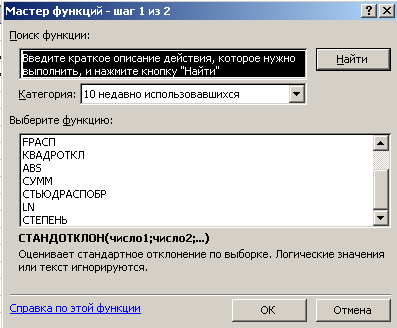 Мастер функций - шаг 1 из 2
Поиск функции:
Введите краткое описание действия, которое нужно
выполнить, и нажмите кнопку "Найти"
Найти
Категория: 10 недавно использовавшихся
Выберите функцию:
FРАСП
КВАДРОТКЛ
ABS
СУММ
СТЬЮДРАСПОБР
LN
СТЕПЕНЬ
СТАНДОТКЛОН(число1;число2;...)
Оценивает стандартное отклонение по выборке. Логические значения
или текст игнорируются.
Справка по этой функции
ОК
Отмена